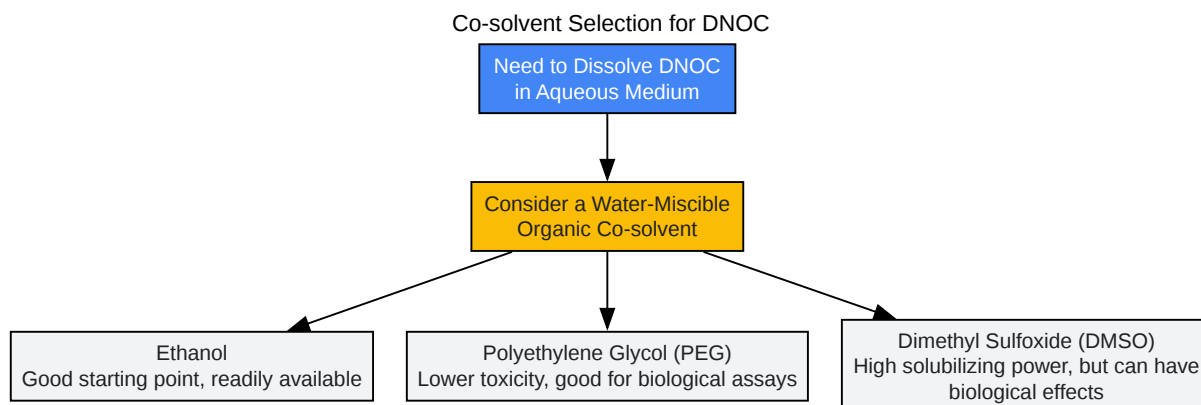 Co-solvent Selection for DNOC
Need to Dissolve DNOC
in Aqueous Medium
Consider a Water-Miscible
Organic Co-solvent
Ethanol
Good starting point, readily available
Polyethylene Glycol (PEG)
Lower toxicity, good for biological assays
Dimethyl Sulfoxide (DMSO)
High solubilizing power, but can have
biological effects